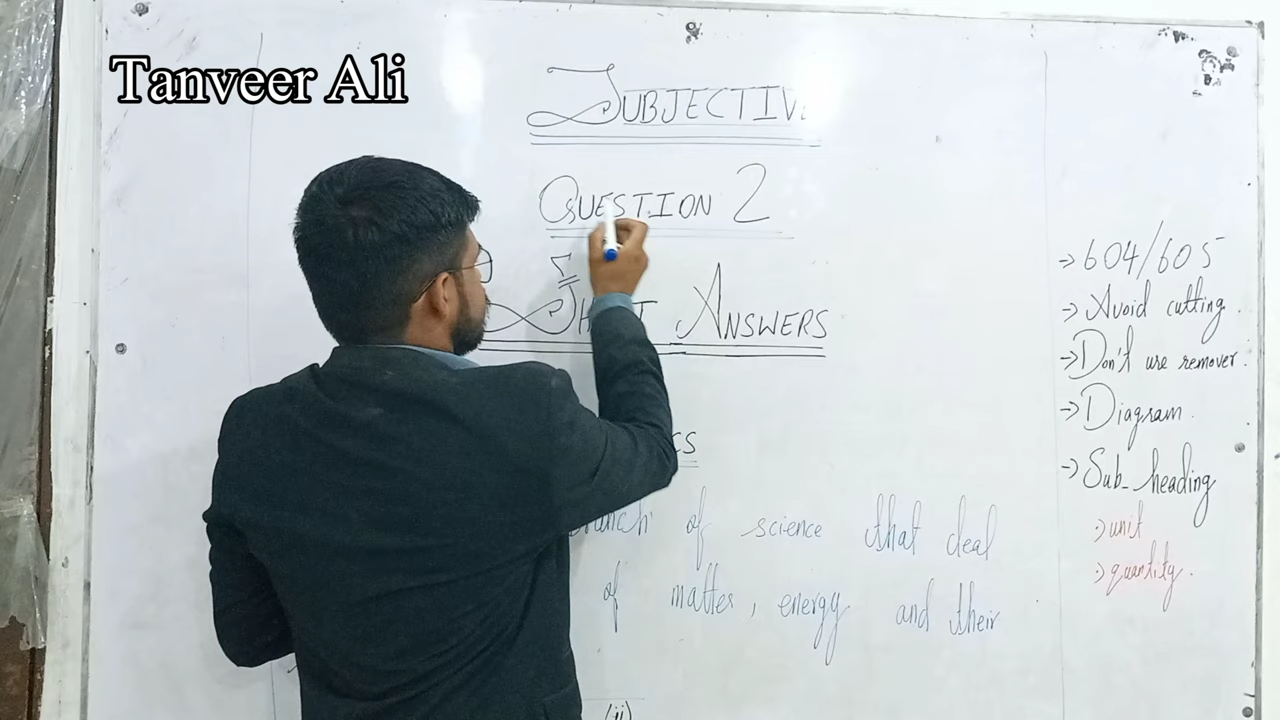 Tanveer Ali
SUBJECTIVE
QUESTION 2
ANSWERS
of science that deal
of matter, energy and their
(ii)
→ 604/605
→ Avoid cutting.
→ Don't use remover.
→ Diagram.
→ Sub-heading
:) unit
:) quantity.